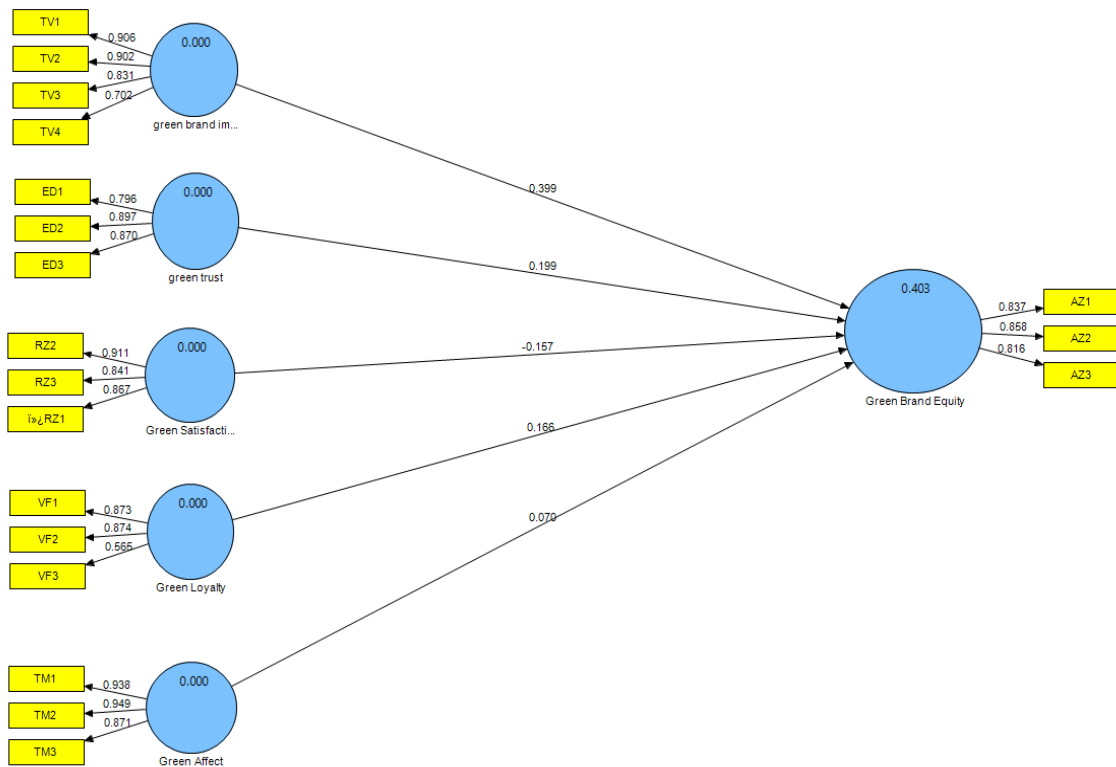 TV1
0.906
TV2
0.902
TV3
0.831
TV4
0.702
0.000
green brand im...
0.399
ED1
0.796
ED2
0.897
ED3
0.870
0.000
green trust
0.199
RZ2
0.911
RZ3
0.841
ï»¿RZ1
0.867
0.000
Green Satisfacti...
-0.157
VF1
0.873
VF2
0.874
VF3
0.565
0.000
Green Loyalty
0.166
TM1
0.938
TM2
0.949
TM3
0.871
0.000
Green Affect
0.070
0.403
Green Brand Equity
0.837
AZ1
0.858
AZ2
0.816
AZ3